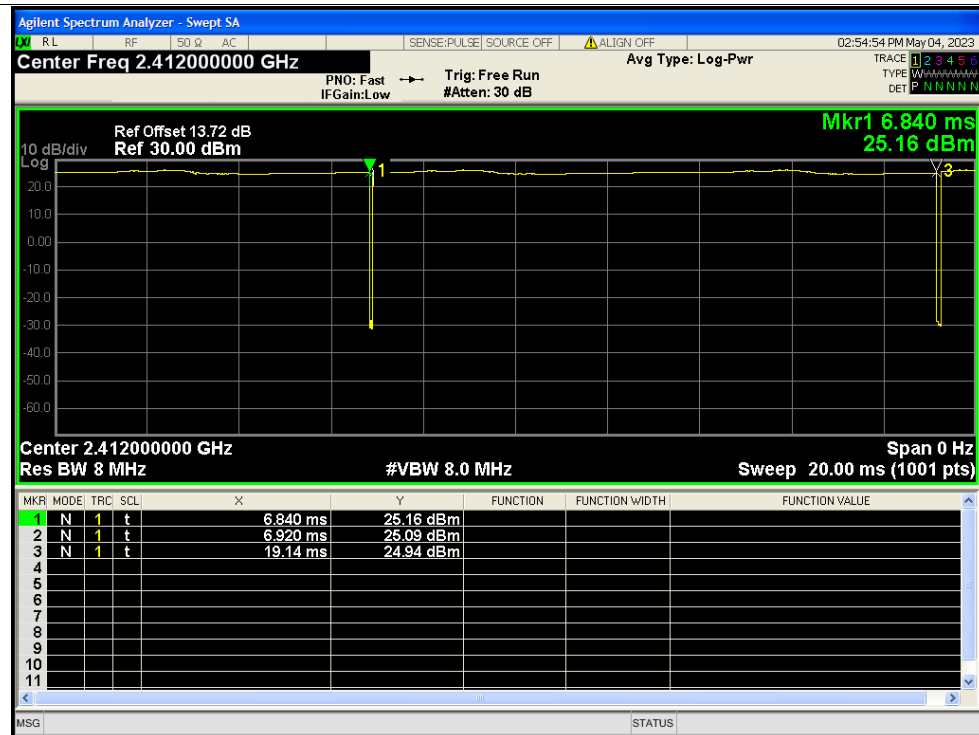 Agilent Spectrum Analyzer - Swept SA
LXI RL RF 50 Ω AC SENSE:PULSE SOURCE OFF ALIGN OFF 02:54:54 PM May 04, 2023
Center Freq 2.412000000 GHz Avg Type: Log-Pwr TRACE 1 2 3 4 5 6
PNO: Fast Trig: Free Run TYPE WWWWWW
IFGain:Low #Atten: 30 dB DET P N N N N N
Mkr1 6.840 ms
25.16 dBm
Ref Offset 13.72 dB
10 dB/div Ref 30.00 dBm
Log
1
3
20.0
10.0
0.00
-10.0
-20.0
-30.0
-40.0
-50.0
-60.0
Center 2.412000000 GHz Span 0 Hz
Res BW 8 MHz #VBW 8.0 MHz Sweep 20.00 ms (1001 pts)
MKR MODE TRC SCL X Y FUNCTION FUNCTION WIDTH FUNCTION VALUE
1 N 1 t 6.840 ms 25.16 dBm
2 N 1 t 6.920 ms 25.09 dBm
3 N 1 t 19.14 ms 24.94 dBm
4
5
6
7
8
9
10
11
MSG STATUS